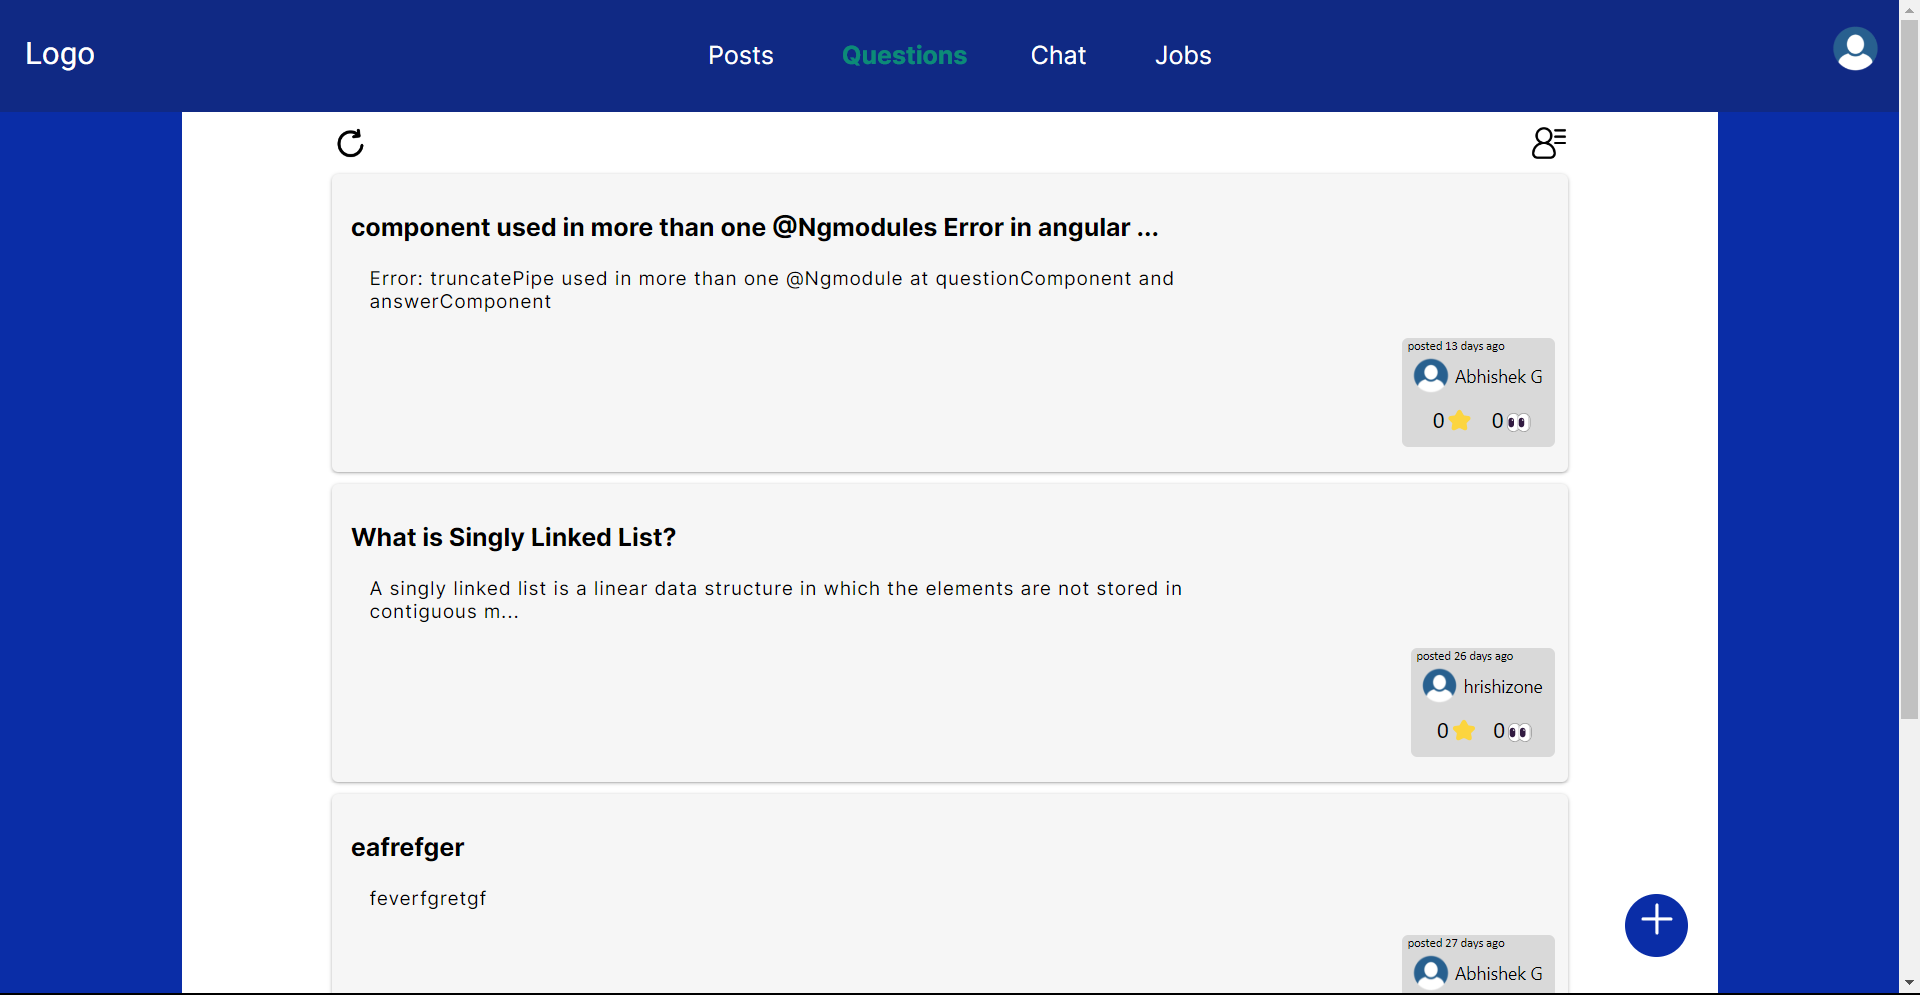 Logo
Posts
Questions
Chat
Jobs
component used in more than one @Ngmodules Error in angular ...
Error: truncatePipe used in more than one @Ngmodule at questionComponent and
answerComponent
posted 13 days ago
Abhishek G
0 0
What is Singly Linked List?
A singly linked list is a linear data structure in which the elements are not stored in
contiguous m...
posted 26 days ago
hrishizone
0 0
eafrefger
feverfgretgf
posted 27 days ago
Abhishek G